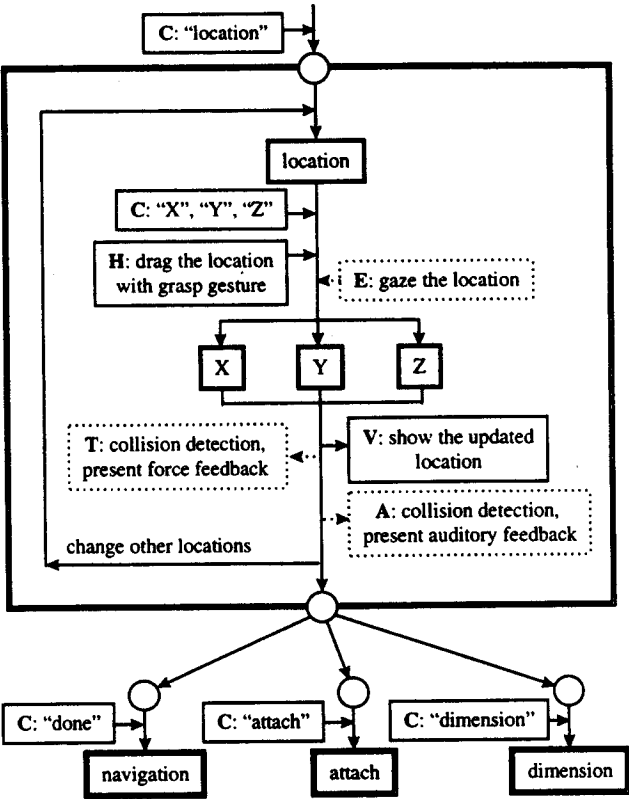 C: “location”
location
C: “X”, “Y”, “Z”
H: drag the location
with grasp gesture
E: gaze the location
X
Y
Z
T: collision detection,
present force feedback
V: show the updated
location
A: collision detection,
present auditory feedback
change other locations
C: “done”
C: “attach”
C: “dimension”
navigation
attach
dimension